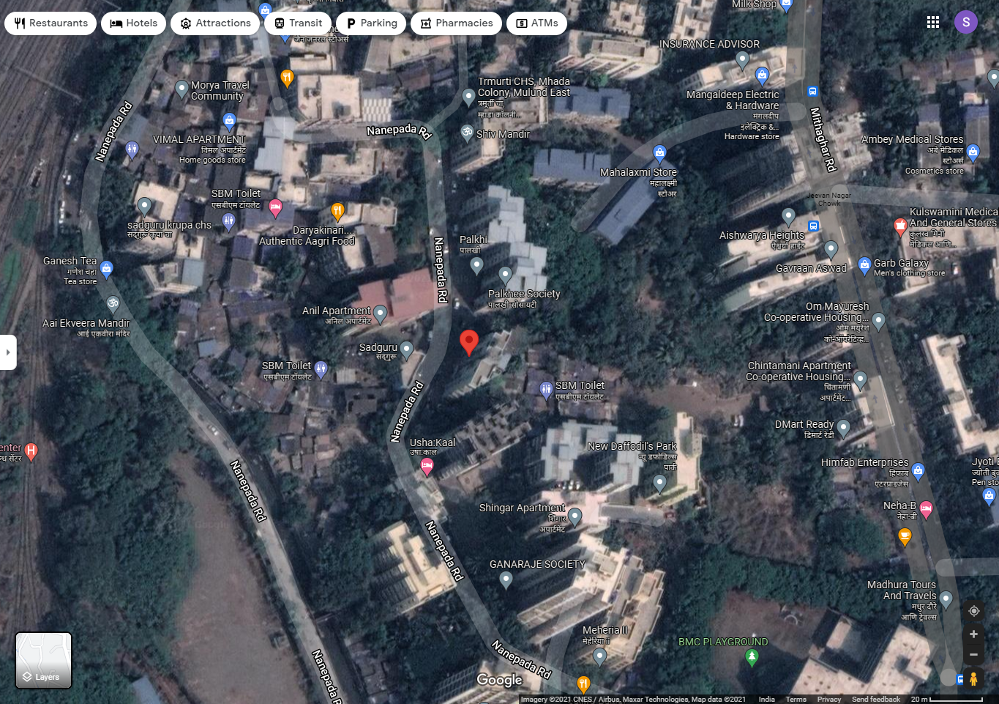 Restaurants
Hotels
Attractions
Transit
Parking
Pharmacies
ATMs
S
Milk Shop
जैन जनरल स्टोअर्स
INSURANCE ADVISOR
Morya Travel
Community
Trmurti CHS, Mhada
Colony, Mulund East
त्रमूर्ती चा,
म्हाडा कॉलनी...
Mangaldeep Electric
& Hardware
मंगलदीप
इलेक्ट्रिक &...
Hardware store
Nanepada Rd
Nanepada Rd
Mithaghar Rd
Shiv Mandir
VIMAL APARTMENT
विमल अपार्टमेंट
Home goods store
Ambey Medical Stores
अंबे मेडिकल
स्टोअर्स
Cosmetics store
Mahalaxmi Store
महालक्ष्मी
स्टोअर
SBM Toilet
एसबीएम टॉयलेट
Jeevan Nagar
Chowk
Kulswamini Medica
And General Stores
कुलस्वामिनी
मेडिकल आणि...
sadguru krupa chs
सदगुरु कृपा चा
Daryakinari....
Authentic Aagri Food
Aishwarya Heights
ऐश्वर्या हाईट
Palkhi
पालखी
Nanepada Rd
Ganesh Tea
गणेश चहा
Tea store
Gavraan Aswad
Garb Galaxy
Men's clothing store
Palkhee Society
पालखी सोसायटी
Anil Apartment
अनिल अपार्टमेंट
Om Mayuresh
Co-operative Housing...
ओम मयुरेश
को-ऑपरेटिव्ह...
Aai Ekveera Mandir
आई एकवीरा मंदिर
Sadguru
सद्गुरू
SBM Toilet
एसबीएम टॉयलेट
Chintamani Apartment
Co-operative Housing...
चिंतामणी
अपार्टमेंट...
SBM Toilet
एसबीएम टॉयलेट
Nanepada Rd
DMart Ready
डिमार्ट रेडी
enter
ल्थ सेंटर
Usha:Kaal
उषा:काल
New Daffodil's Park
न्यू डफोडिल्स
पार्क
Himfab Enterprises
हिंफाब
एंटरप्राइजेस
Jyoti
ज्योती बु
Pen sto
Nanepada Rd
Shingar Apartment
शिंगार
अपार्टमेंट
Neha-B
नेहा-बी
Google
Nanepada Rd
GANARAJE SOCIETY
Madhura Tours
And Travels
मधुर टोरे
आणि ट्रेवल्स
Meheria II
मेहेरिया ii
BMC PLAYGROUND
Nanepada Rd
Nanepada R
Layers
Google
Imagery ©2021 CNES / Airbus, Maxar Technologies, Map data ©2021
India
Terms
Privacy
Send feedback
20 m